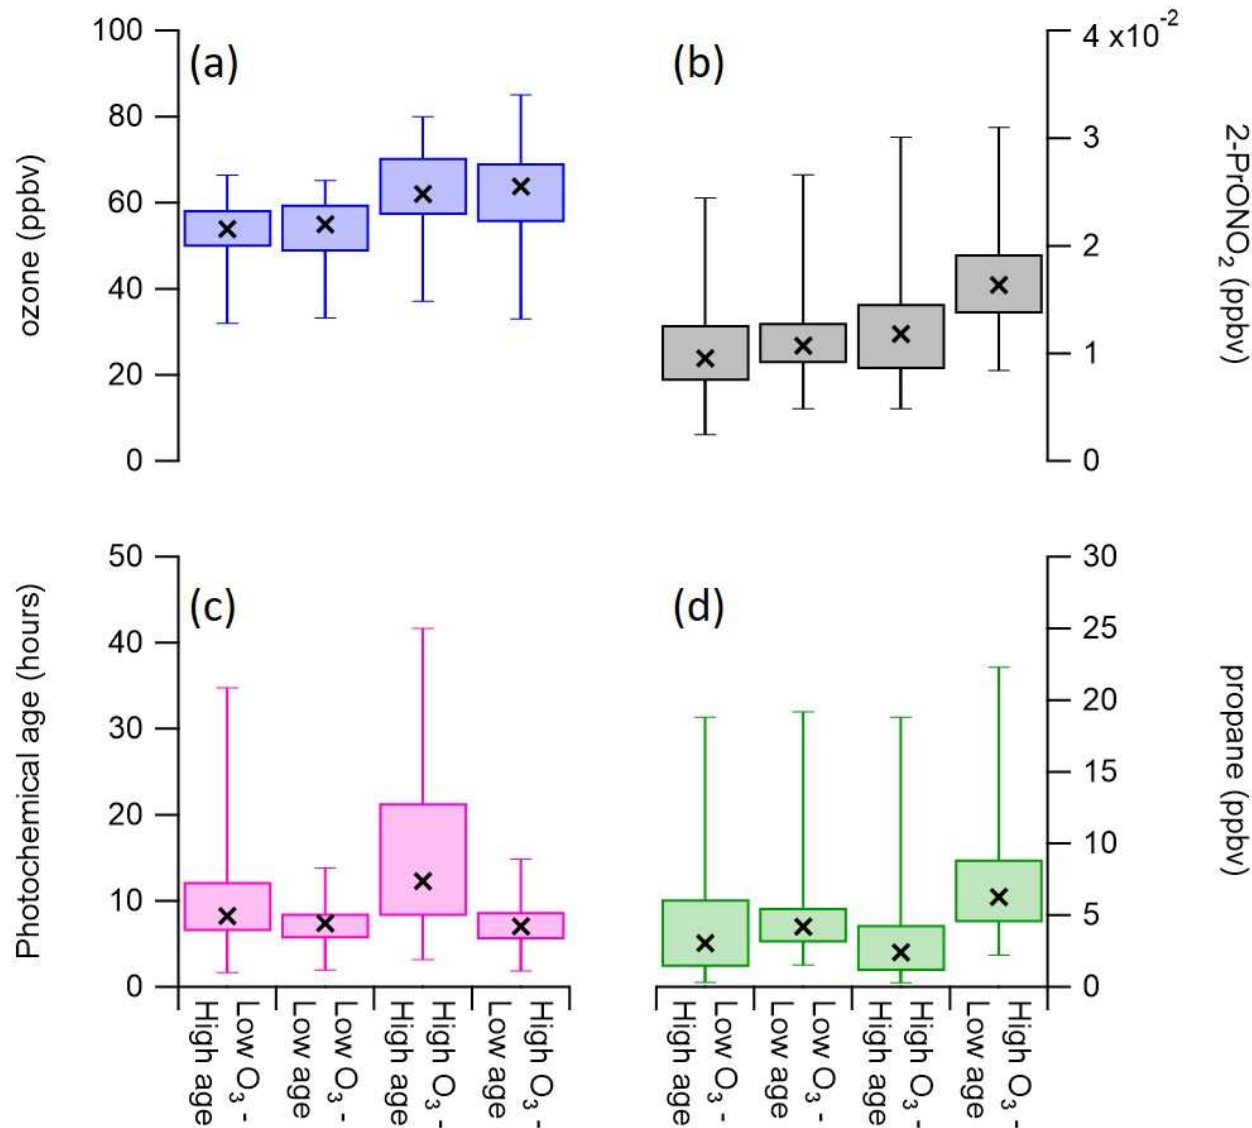 (a)
ozone (ppbv)
100
80
60
40
20
0
(b)
4 x10⁻²
3
2
1
0
2-PrONO₂ (ppbv)
(c)
Photochemical age (hours)
50
40
30
20
10
0
Low O₃ -
High age
Low O₃ -
Low age
High O₃ -
High age
High O₃ -
Low age
(d)
30
25
20
15
10
5
0
propane (ppbv)
Low O₃ -
High age
Low O₃ -
Low age
High O₃ -
High age
High O₃ -
Low age